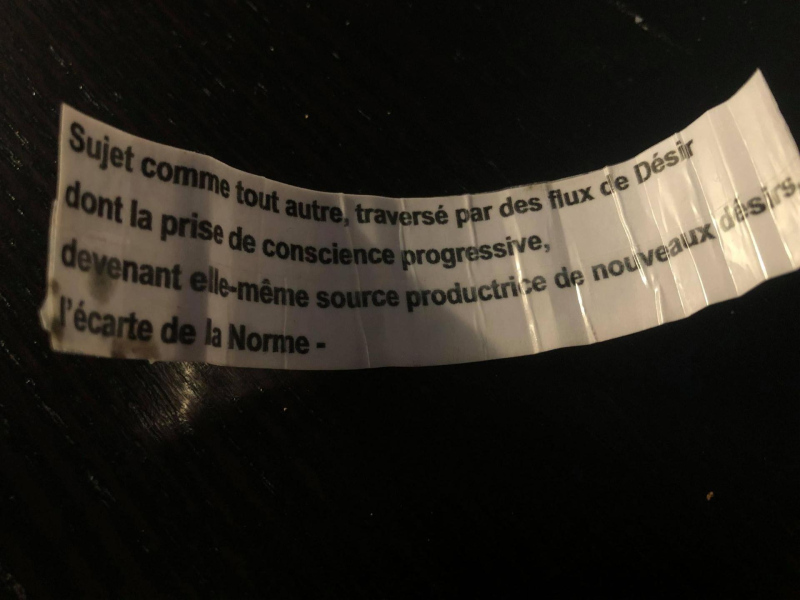 Sujet comme tout autre, traversé par des flux de Désir
dont la prise de conscience progressive,
devenant elle-même source productrice de nouveaux désirs,
l'écarte de la Norme -